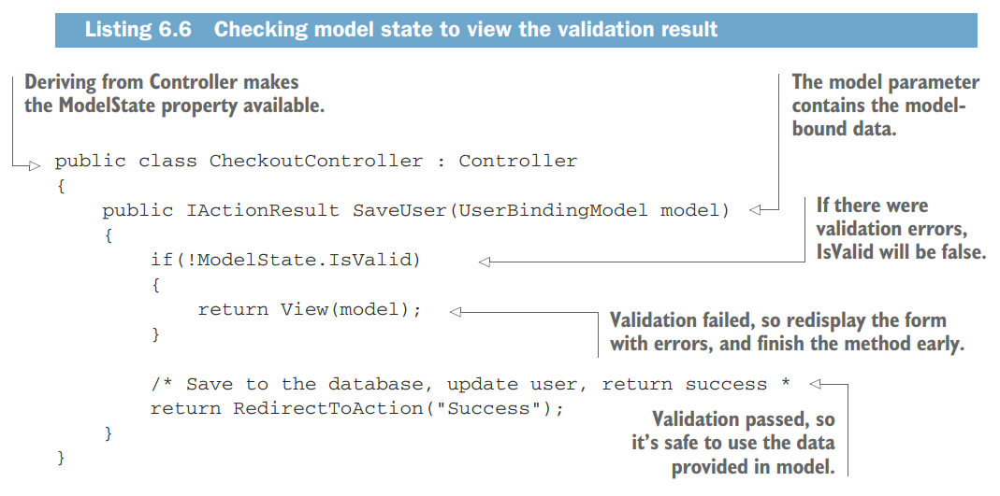 Listing 6.6 Checking model state to view the validation result
Deriving from Controller makes
the ModelState property available.
The model parameter
contains the model-
bound data.
public class CheckoutController : Controller
{
public IActionResult SaveUser(UserBindingModel model)
{
If there were
validation errors,
IsValid will be false.
if(!ModelState.IsValid)
{
return View(model);
}
Validation failed, so redisplay the form
with errors, and finish the method early.
/* Save to the database, update user, return success *
return RedirectToAction("Success");
}
}
Validation passed, so
it's safe to use the data
provided in model.